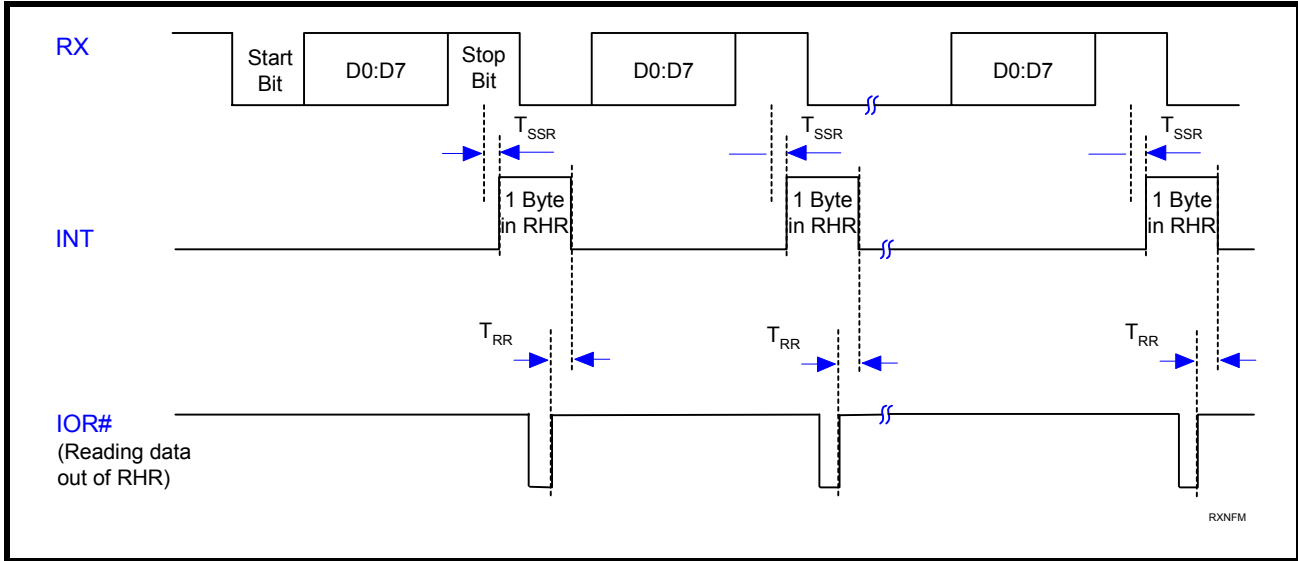 RX
Start
Bit
D0:D7
Stop
Bit
D0:D7
D0:D7
TSSR
TSSR
TSSR
INT
1 Byte
in RHR
1 Byte
in RHR
1 Byte
in RHR
TRR
TRR
TRR
IOR#
(Reading data
out of RHR)
RXNFM